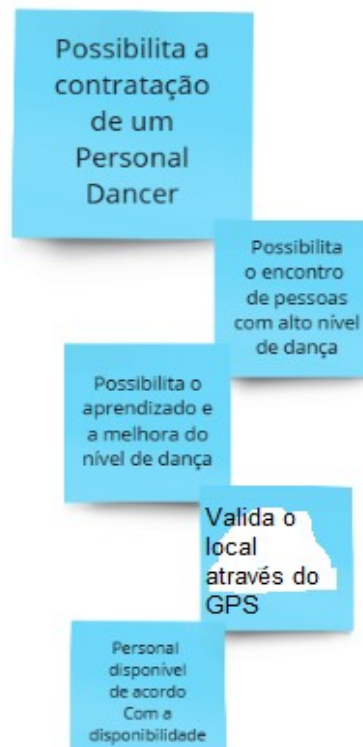 Possibilita a
contratação
de um
Personal
Dancer
Possibilita
o encontro
de pessoas
com alto nível
de dança
Possibilita o
aprendizado e
a melhora do
nível de dança
Valida o
local
através do
GPS
Personal
disponível
de acordo
Com a
disponibilidade